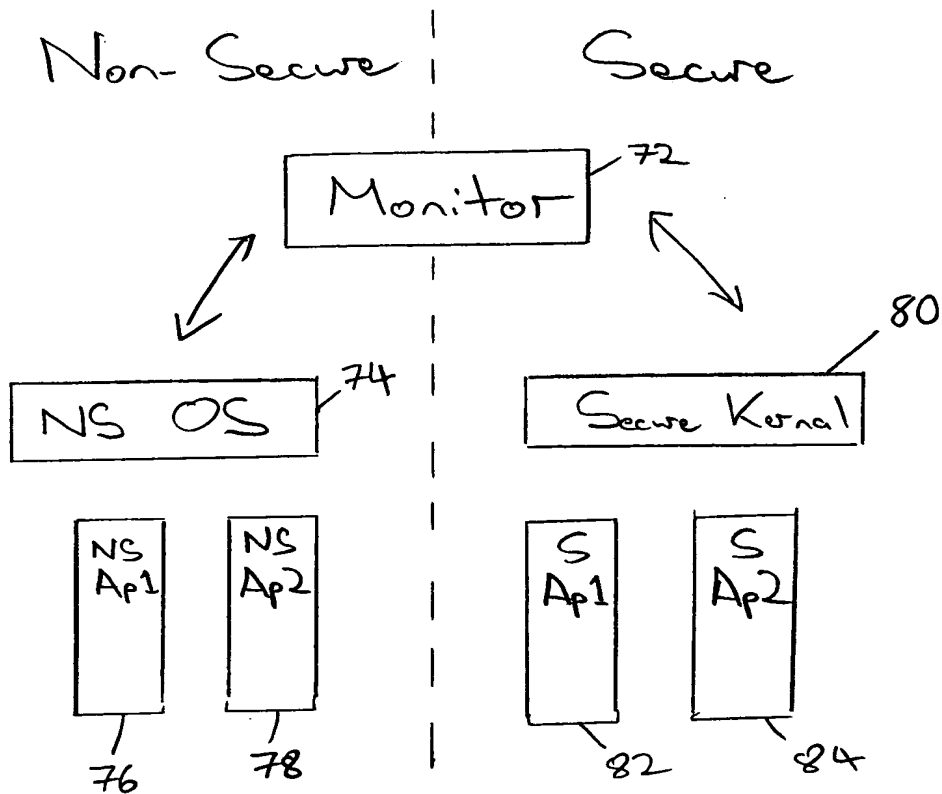 Non-Secure
Secure
Monitor
72
NS OS
74
Secure Kernal
80
NS
Ap1
NS
Ap2
S
Ap1
S
Ap2
76
78
82
84